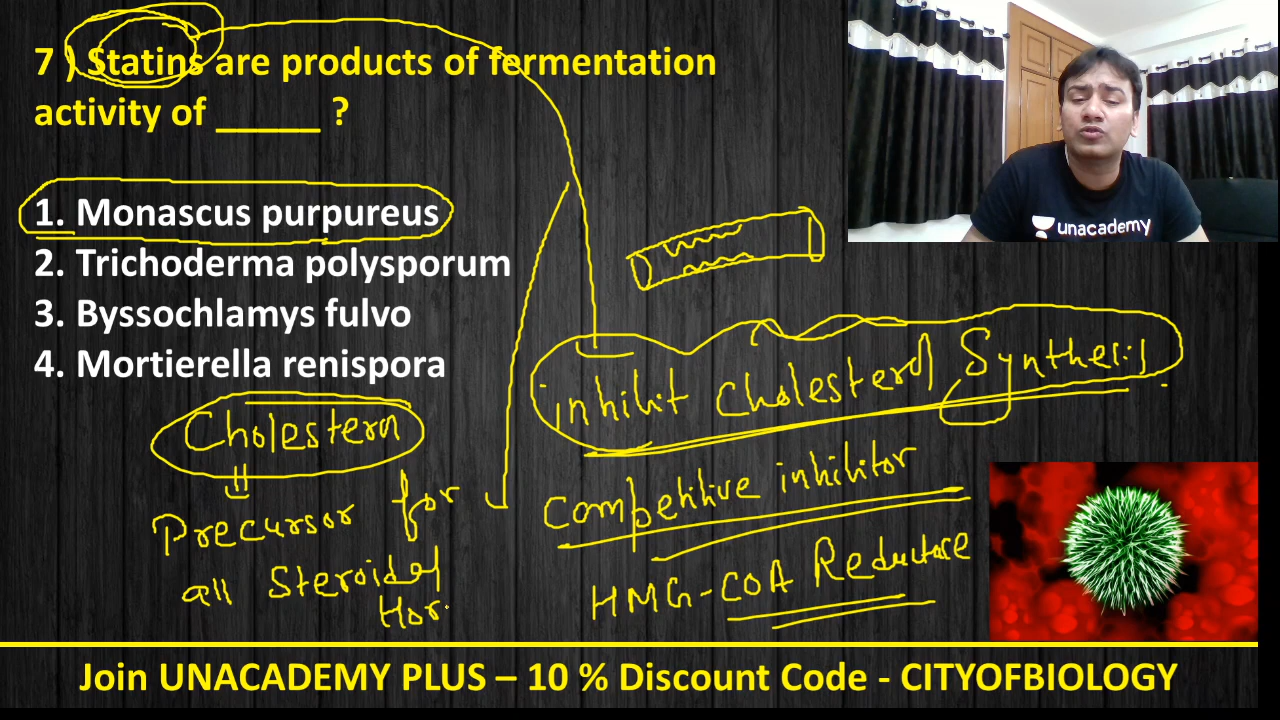 7 ) Statins are products of fermentation
activity of _____ ?
1. Monascus purpureus
2. Trichoderma polysporum
3. Byssochlamys fulvo
4. Mortierella renispora
unacademy
inhibit cholesterol Synthesis
Cholesterol
Competitive inhibitor
Precursor for
HMG-COA Reductase
all Steroidal
Hor
Join UNACADEMY PLUS – 10 % Discount Code - CITYOFBIOLOGY